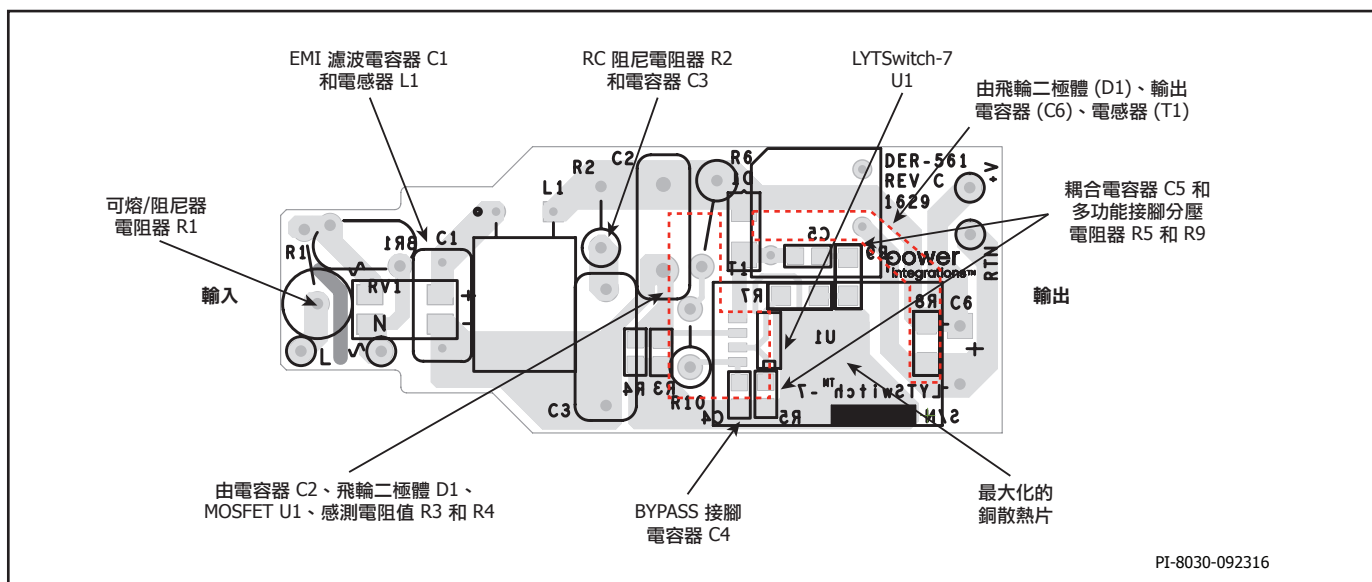 EMI 濾波電容器 C1
和電感器 L1
RC 阻尼電阻器 R2
和電容器 C3
LYTSwitch-7
U1
由飛輪二極體 (D1)、輸出
電容器 (C6)、電感器 (T1)
可熔/阻尼器
電阻器 R1
耦合電容器 C5 和
多功能接腳分壓
電阻器 R5 和 R9
輸入
輸出
R2
C2
R6
DER-561
REV C
1629
+V
RTN
L1
R1
BR1
C1
C5
D1
R9
power
integrations™
T1
RV1
+
-
N
L
R7
R8
C6
U1
-
+
R4
R3
R10
C3
C4
R5
LYTSwitch™-7
S/N
由電容器 C2、飛輪二極體 D1、
MOSFET U1、感測電阻值 R3 和 R4
BYPASS 接腳
電容器 C4
最大化的
銅散熱片
PI-8030-092316